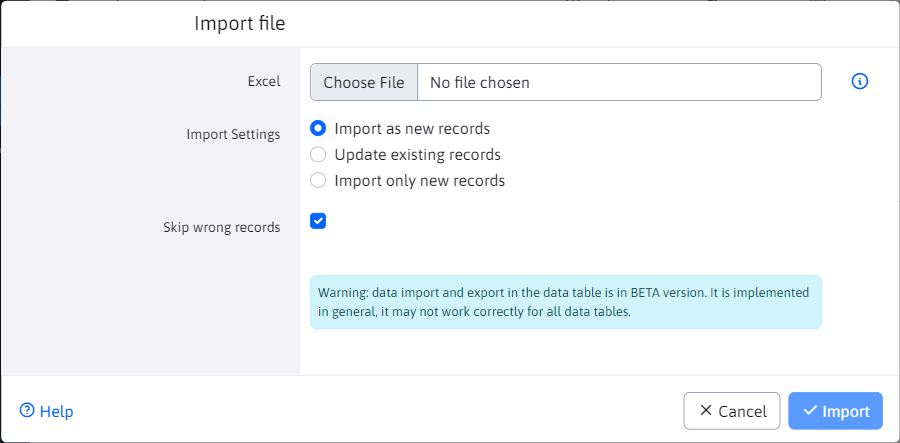 Import file
Excel
Choose File No file chosen
Import Settings
Import as new records
Update existing records
Import only new records
Skip wrong records
Warning: data import and export in the data table is in BETA version. It is implemented
in general, it may not work correctly for all data tables.
Help
Cancel
Import